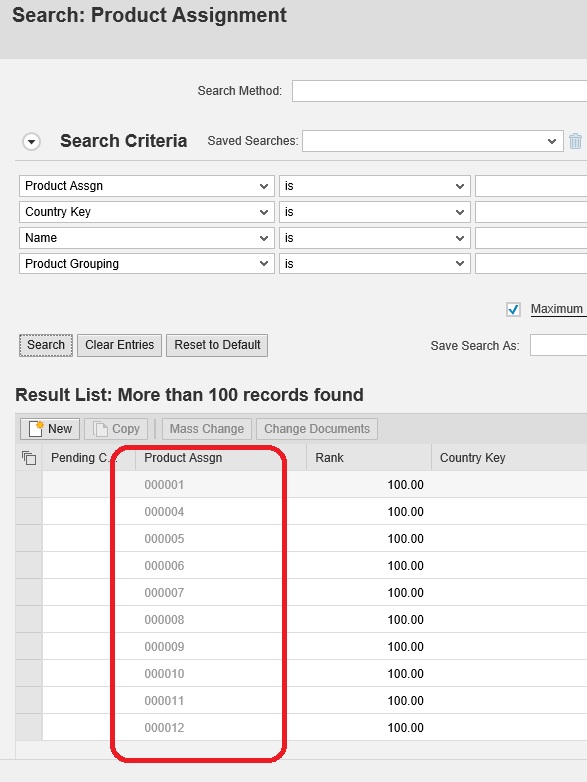 Search: Product Assignment
Search Method:
Search Criteria Saved Searches:
Product Assgn is
Country Key is
Name is
Product Grouping is
Maximum
Search Clear Entries Reset to Default Save Search As:
Result List: More than 100 records found
New Copy Mass Change Change Documents
Pending C... Product Assgn Rank Country Key
000001 100.00
000004 100.00
000005 100.00
000006 100.00
000007 100.00
000008 100.00
000009 100.00
000010 100.00
000011 100.00
000012 100.00